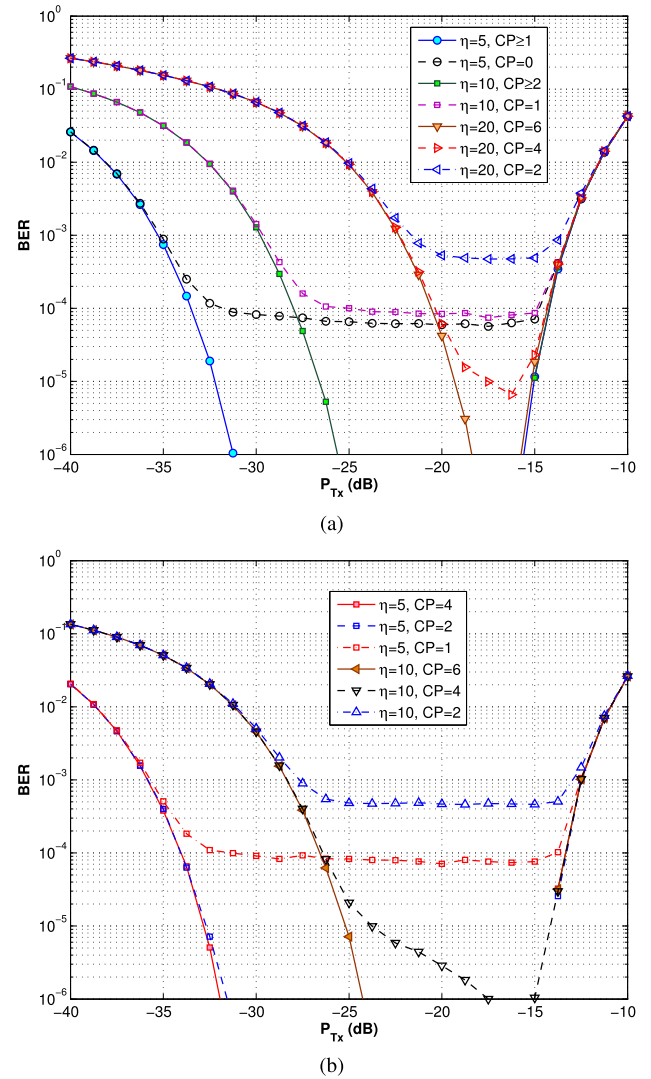 10^0
10^-1
10^-2
10^-3
10^-4
10^-5
10^-6
BER
η=5, CP≥1
η=5, CP=0
η=10, CP≥2
η=10, CP=1
η=20, CP=6
η=20, CP=4
η=20, CP=2
−40 −35 −30 −25 −20 −15 −10
P_Tx (dB)
(a)
10^0
10^-1
10^-2
10^-3
10^-4
10^-5
10^-6
BER
η=5, CP=4
η=5, CP=2
η=5, CP=1
η=10, CP=6
η=10, CP=4
η=10, CP=2
−40 −35 −30 −25 −20 −15 −10
P_Tx (dB)
(b)